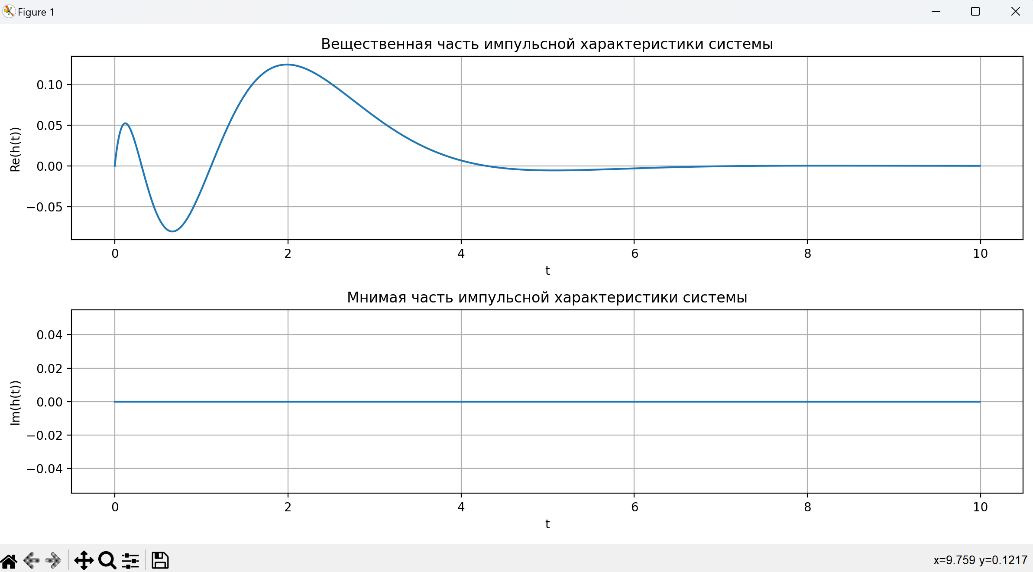 Figure 1
Вещественная часть импульсной характеристики системы
0.10
0.05
0.00
−0.05
Re(h(t))
0 2 4 6 8 10
t
Мнимая часть импульсной характеристики системы
0.04
0.02
0.00
−0.02
−0.04
Im(h(t))
0 2 4 6 8 10
t
x=9.759 y=0.1217